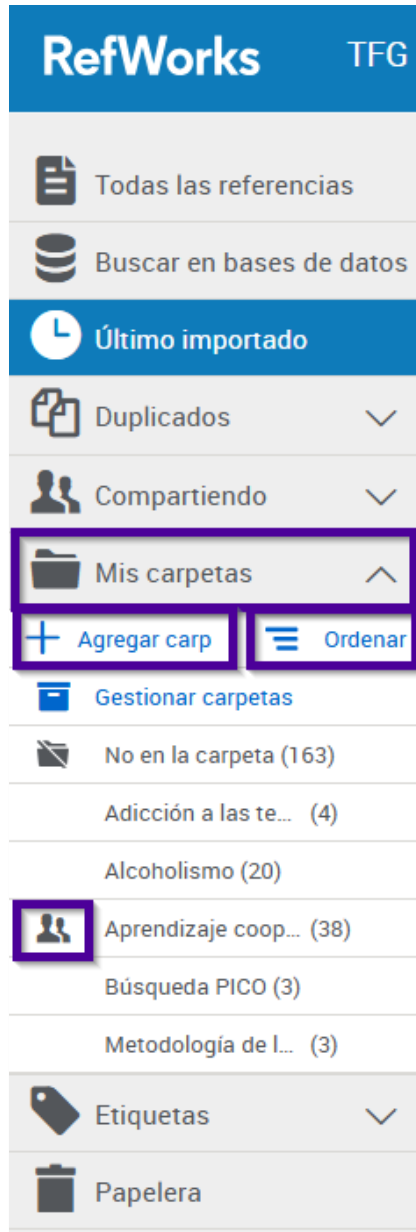 RefWorks TFG
Todas las referencias
Buscar en bases de datos
Último importado
Duplicados
Compartiendo
Mis carpetas
Agregar carp Ordenar
Gestionar carpetas
No en la carpeta (163)
Adicción a las te... (4)
Alcoholismo (20)
Aprendizaje coop... (38)
Búsqueda PICO (3)
Metodología de l... (3)
Etiquetas
Papelera